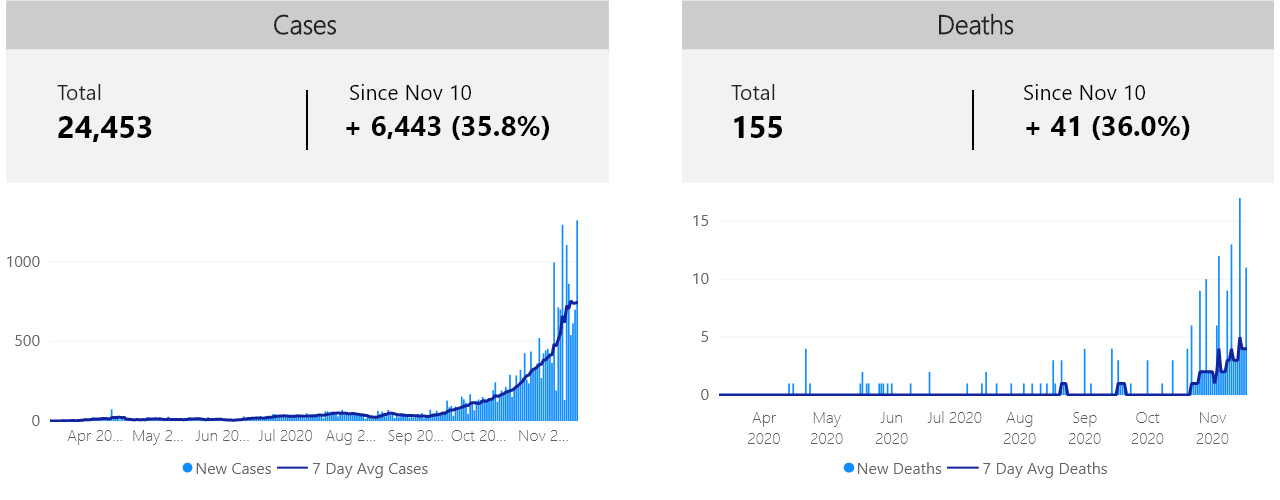 Cases
Total
Since Nov 10
24,453
+ 6,443 (35.8%)
1000
500
0
Apr 20...
May 2...
Jun 20...
Jul 2020
Aug 2...
Sep 20...
Oct 20...
Nov 2...
New Cases
7 Day Avg Cases
Deaths
Total
Since Nov 10
155
+ 41 (36.0%)
15
10
5
0
Apr
2020
May
2020
Jun
2020
Jul 2020
Aug
2020
Sep
2020
Oct
2020
Nov
2020
New Deaths
7 Day Avg Deaths